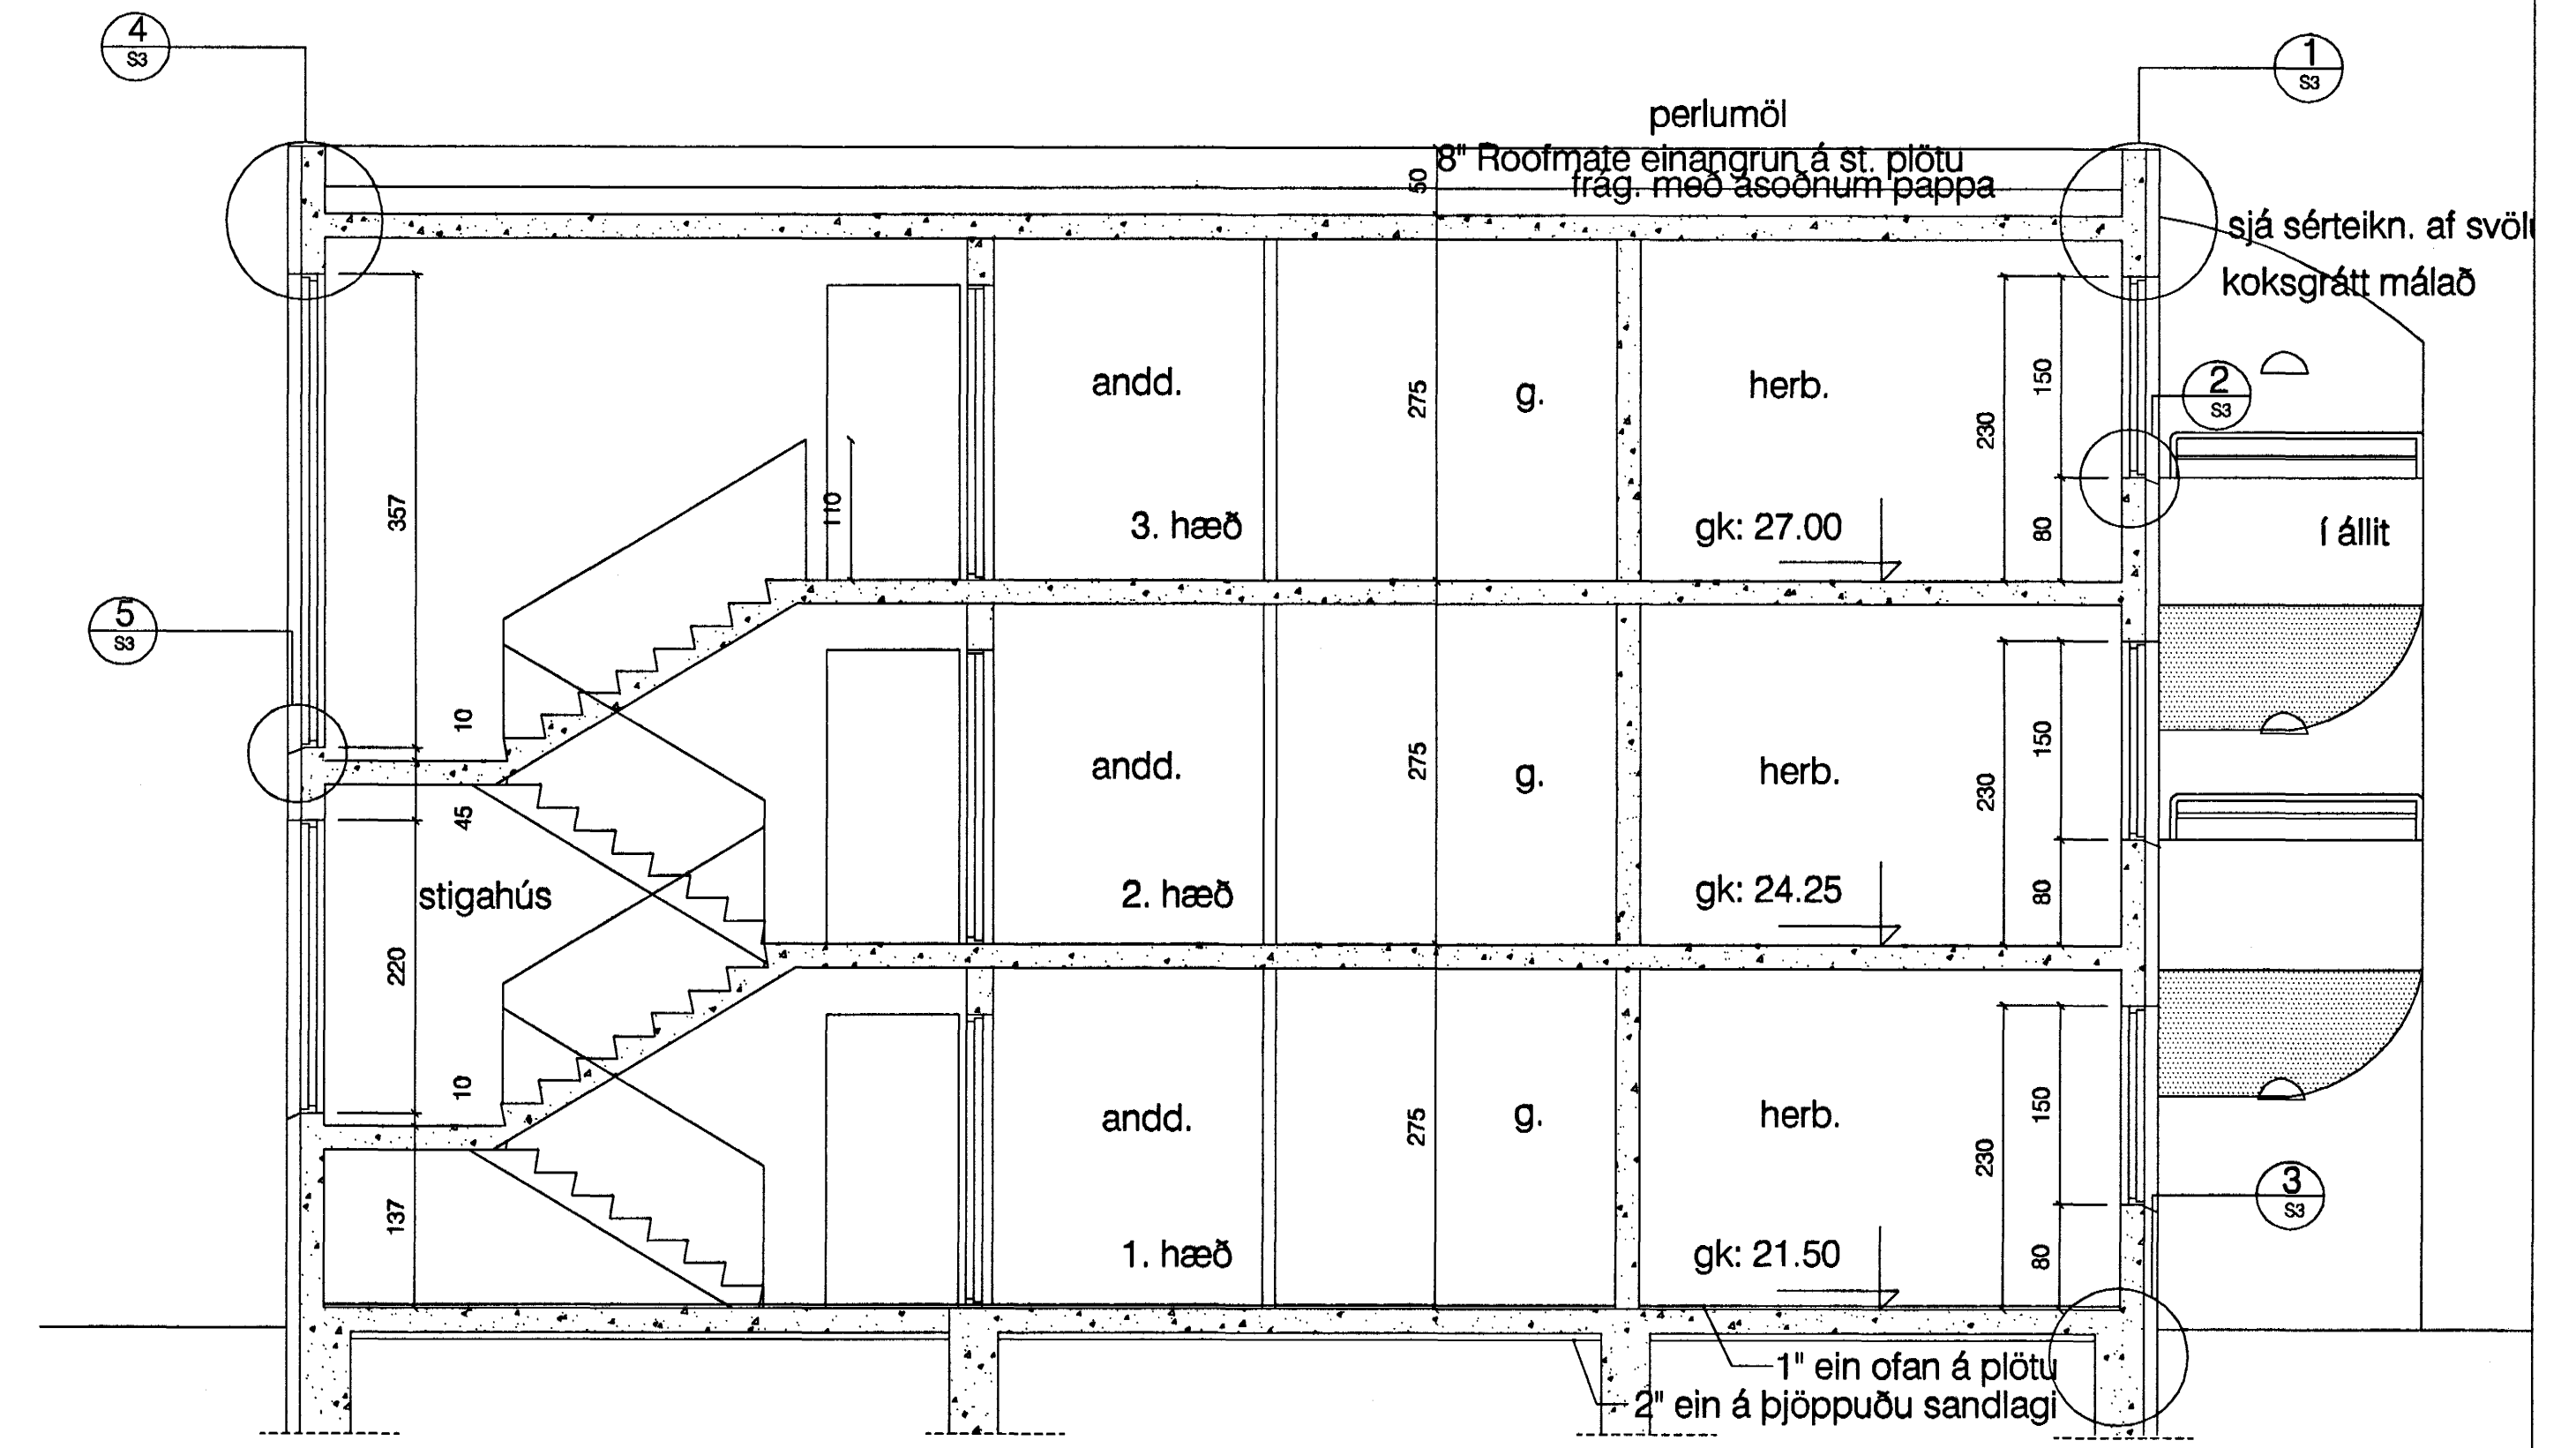 4
S3
1
S3
perlumöl
8" Roofmate einangrun á st. plötu
frág. með ásoðnum pappa
50
sjá sérteikn. af svölu
koksgrátt málað
andd.
275
g.
herb.
150
230
2
S3
357
110
3. hæð
gk: 27.00
80
í állit
5
S3
10
andd.
275
g.
herb.
150
230
45
stigahús
2. hæð
gk: 24.25
80
220
10
andd.
275
g.
herb.
150
230
137
3
S3
1. hæð
gk: 21.50
80
1" ein ofan á plötu
2" ein á þjöppuðu sandlagi